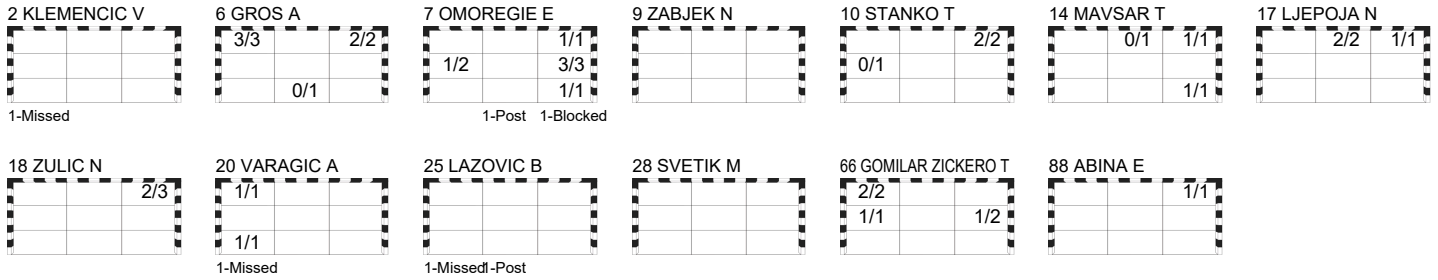 2 KLEMENCIC V 6 GROS A 7 OMOREGIE E 9 ZABJEK N 10 STANKO T 14 MAVSAR T 17 LJEPOJA N
3/3 2/2 1/1 2/2 0/1 1/1 2/2 1/1
1/2 3/3 0/1
0/1 1/1 1/1
1-Missed 1-Post 1-Blocked
18 ZULIC N 20 VARAGIC A 25 LAZOVIC B 28 SVETIK M 66 GOMILAR ZICKERO T 88 ABINA E
2/3 1/1 2/2 1/1
1/1 1/2
1/1
1-Missed 1-Missed 1-Post